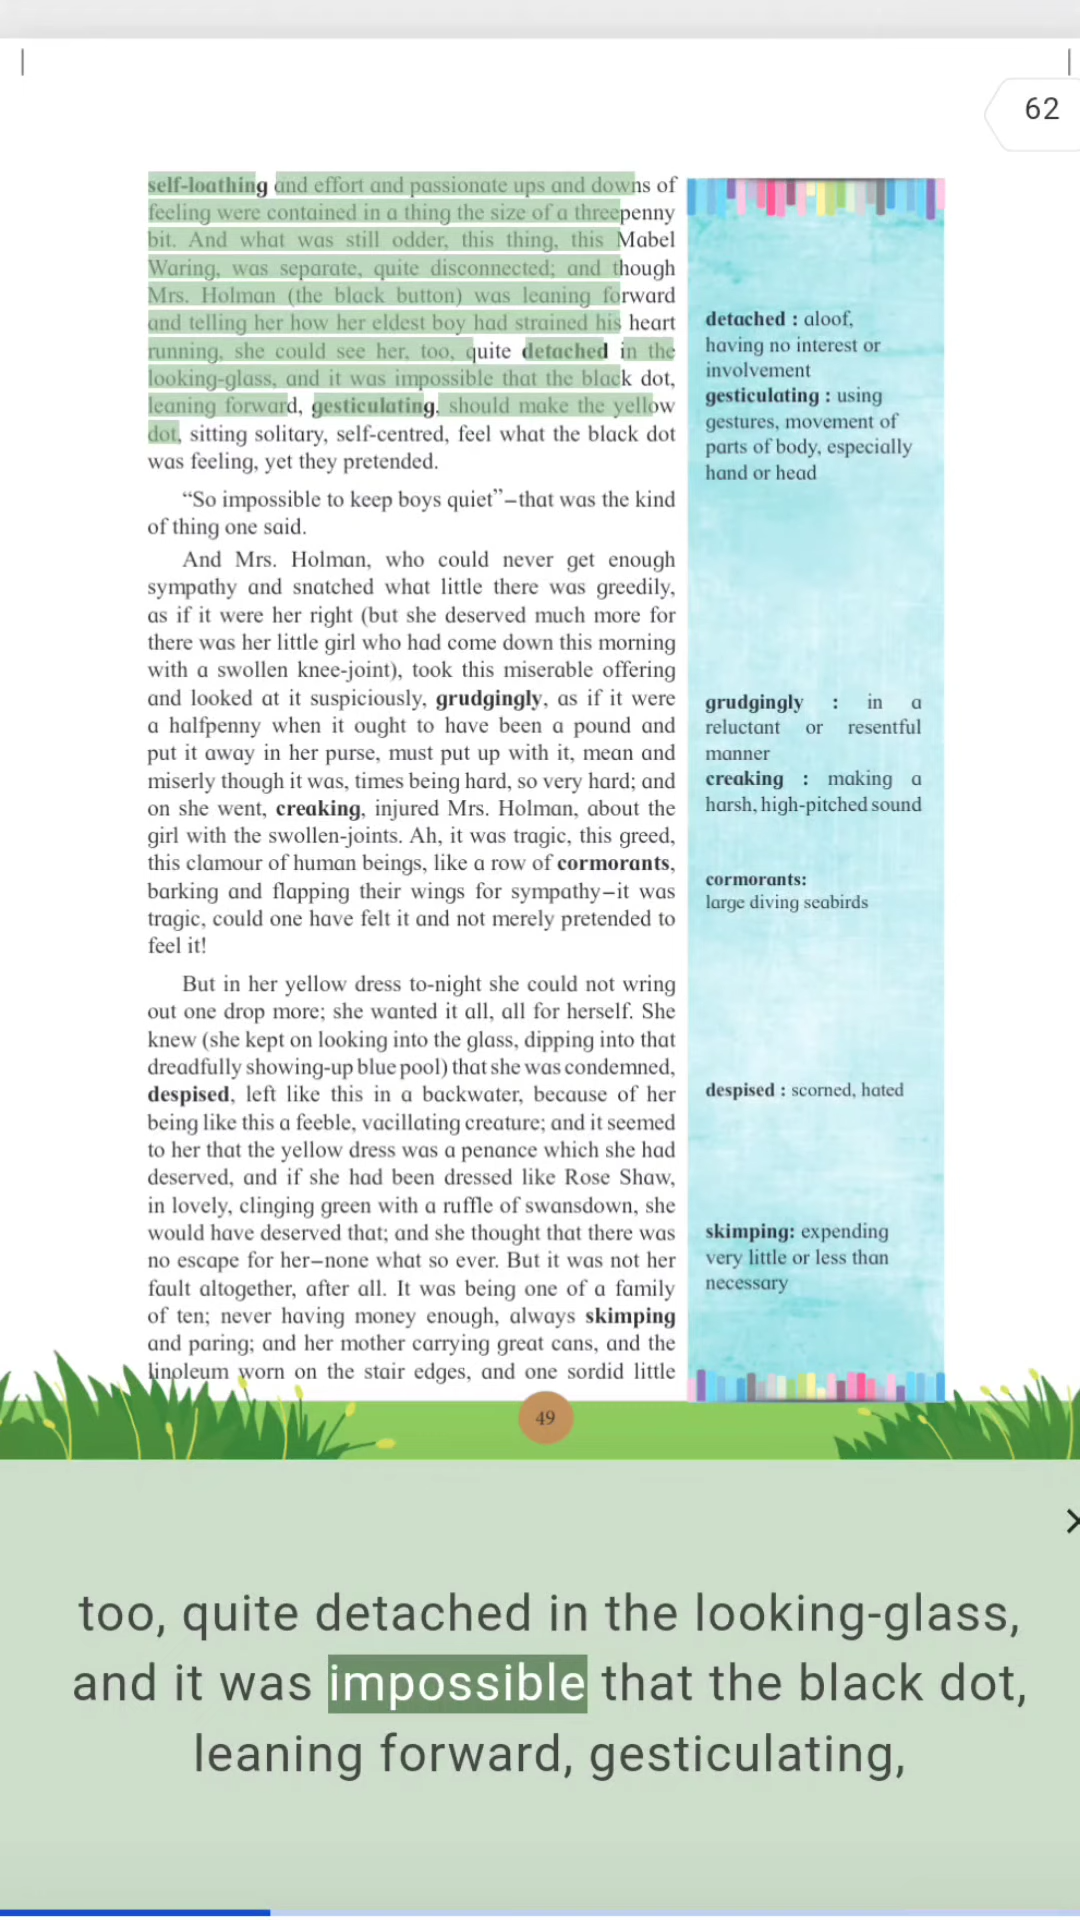 62
self-loathing and effort and passionate ups and downs of
feeling were contained in a thing the size of a threepenny
bit. And what was still odder, this thing, this Mabel
Waring, was separate, quite disconnected; and though
Mrs. Holman (the black button) was leaning forward
and telling her how her eldest boy had strained his heart
running, she could see her, too, quite detached in the
looking-glass, and it was impossible that the black dot,
leaning forward, gesticulating, should make the yellow
dot, sitting solitary, self-centred, feel what the black dot
was feeling, yet they pretended.
“So impossible to keep boys quiet”–that was the kind
of thing one said.
And Mrs. Holman, who could never get enough
sympathy and snatched what little there was greedily,
as if it were her right (but she deserved much more for
there was her little girl who had come down this morning
with a swollen knee-joint), took this miserable offering
and looked at it suspiciously, grudgingly, as if it were
a halfpenny when it ought to have been a pound and
put it away in her purse, must put up with it, mean and
miserly though it was, times being hard, so very hard; and
on she went, creaking, injured Mrs. Holman, about the
girl with the swollen-joints. Ah, it was tragic, this greed,
this clamour of human beings, like a row of cormorants,
barking and flapping their wings for sympathy–it was
tragic, could one have felt it and not merely pretended to
feel it!
But in her yellow dress to-night she could not wring
out one drop more; she wanted it all, all for herself. She
knew (she kept on looking into the glass, dipping into that
dreadfully showing-up blue pool) that she was condemned,
despised, left like this in a backwater, because of her
being like this a feeble, vacillating creature; and it seemed
to her that the yellow dress was a penance which she had
deserved, and if she had been dressed like Rose Shaw,
in lovely, clinging green with a ruffle of swansdown, she
would have deserved that; and she thought that there was
no escape for her–none what so ever. But it was not her
fault altogether, after all. It was being one of a family
of ten; never having money enough, always skimping
and paring; and her mother carrying great cans, and the
linoleum worn on the stair edges, and one sordid little
detached : aloof,
having no interest or
involvement
gesticulating : using
gestures, movement of
parts of body, especially
hand or head
grudgingly : in a
reluctant or resentful
manner
creaking : making a
harsh, high-pitched sound
cormorants:
large diving seabirds
despised : scorned, hated
skimping: expending
very little or less than
necessary
49
too, quite detached in the looking-glass,
and it was impossible that the black dot,
leaning forward, gesticulating,